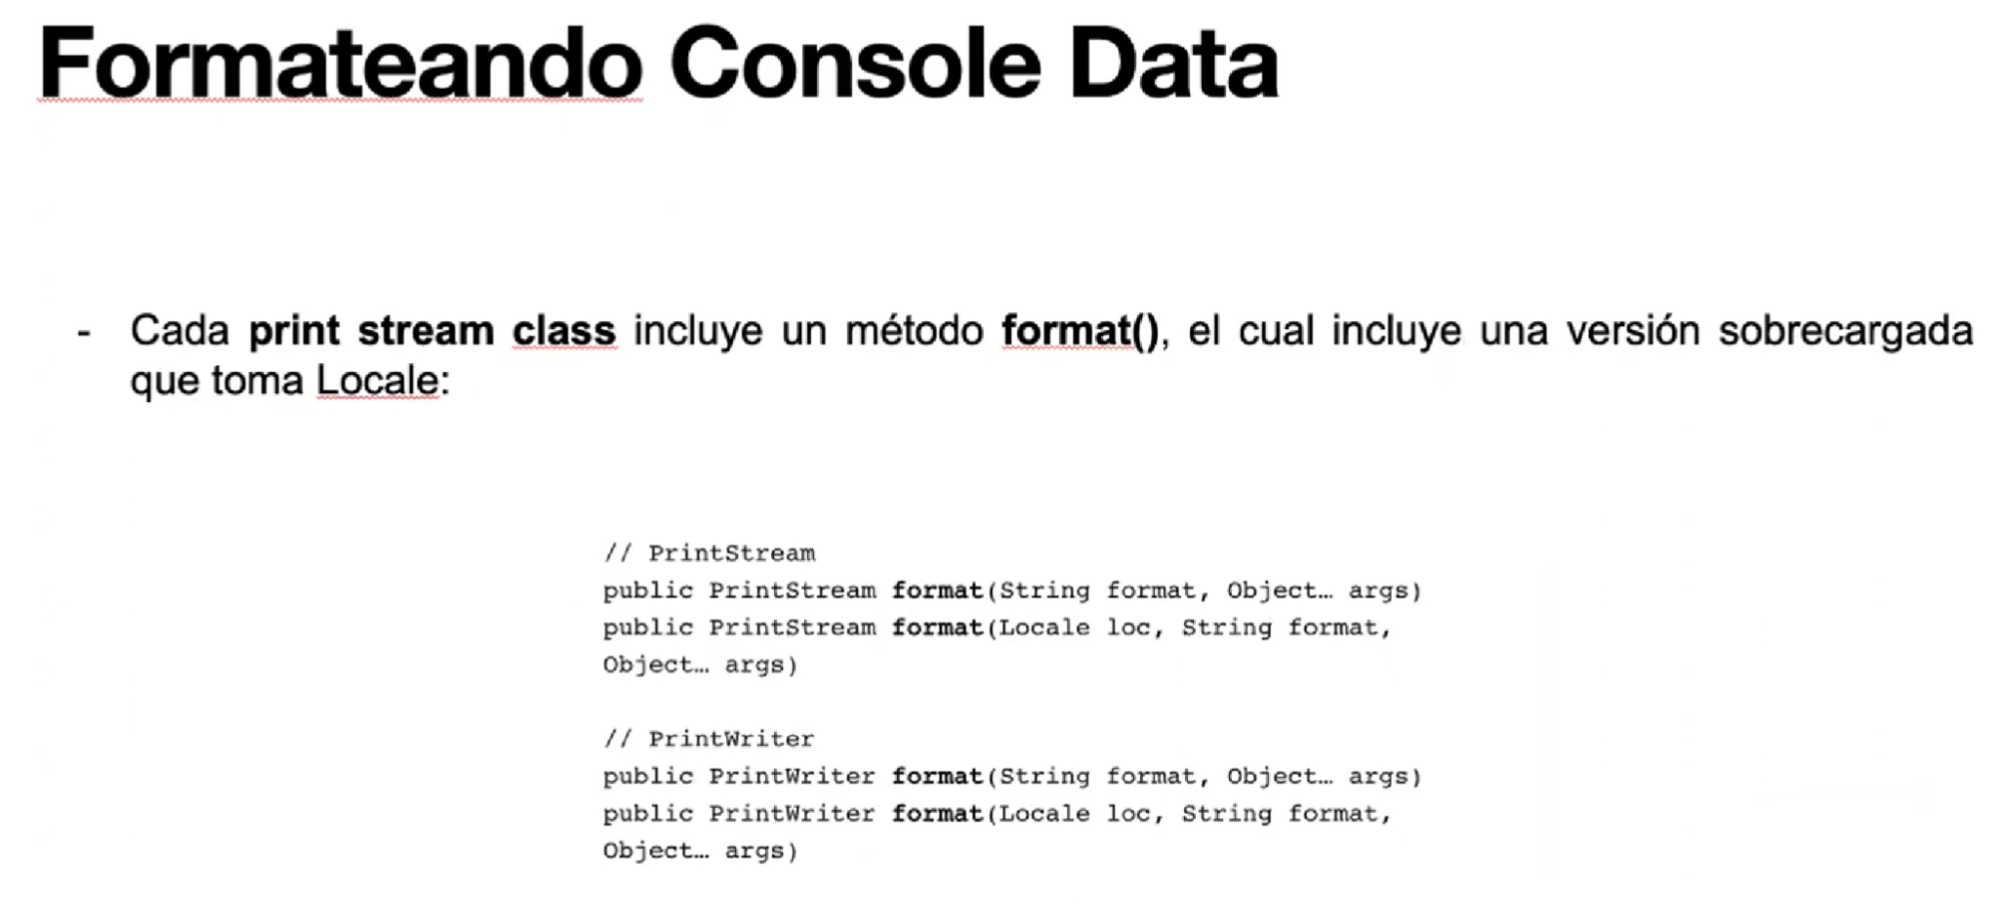 Formateando Console Data
- Cada print stream class incluye un método format(), el cual incluye una versión sobrecargada
que toma Locale:
// PrintStream
public PrintStream format(String format, Object… args)
public PrintStream format(Locale loc, String format,
Object… args)
// PrintWriter
public PrintWriter format(String format, Object… args)
public PrintWriter format(Locale loc, String format,
Object… args)